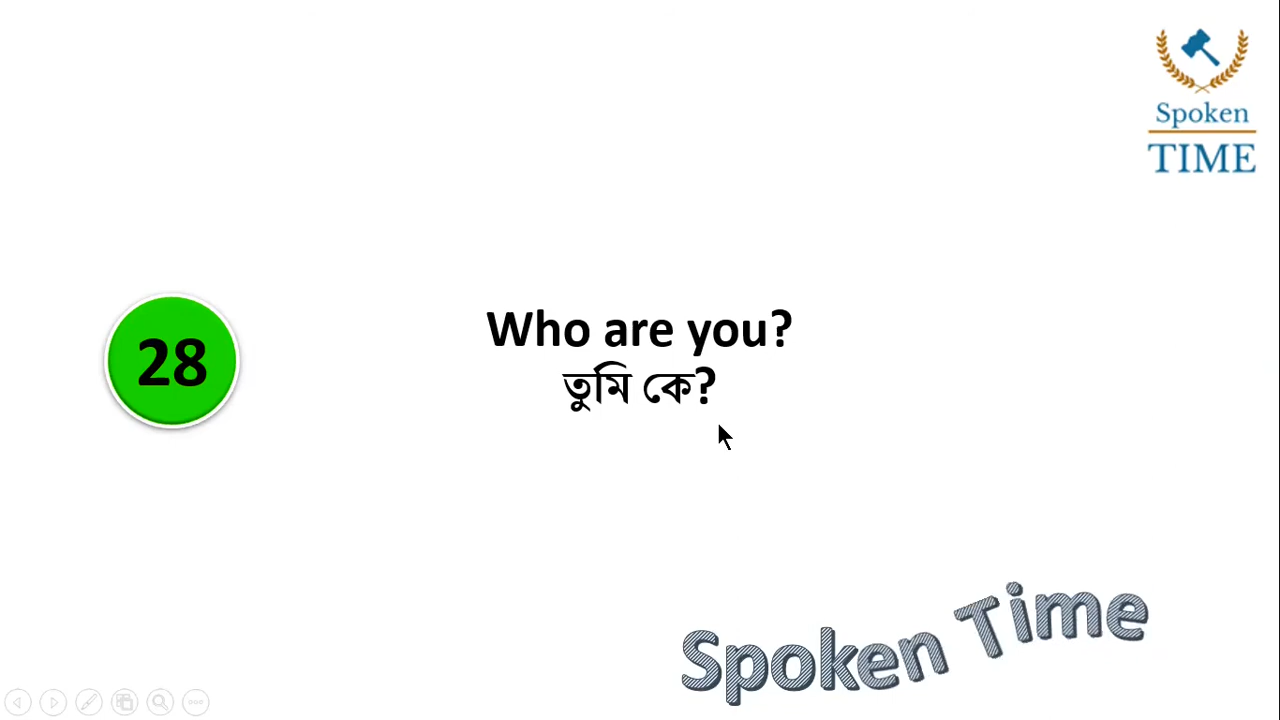 Spoken
TIME
28
Who are you?
তুমি কে?
Spoken Time